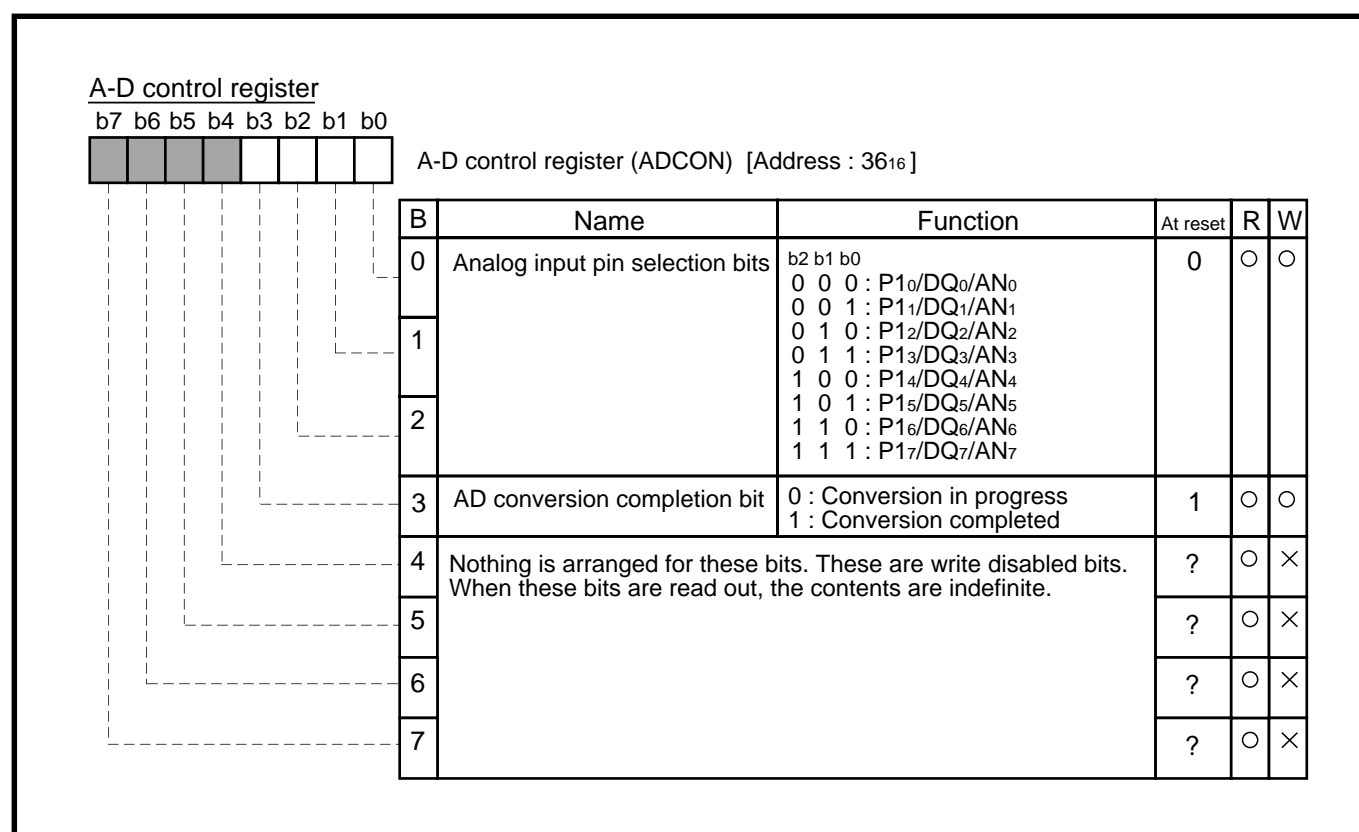 A-D control register
b7 b6 b5 b4 b3 b2 b1 b0
A-D control register (ADCON) [Address : 36₁₆ ]
B Name Function At reset R W
0 Analog input pin selection bits b2 b1 b0 0 ○ ○
0 0 0 : P1₀/DQ₀/AN₀
0 0 1 : P1₁/DQ₁/AN₁
1 0 1 0 : P1₂/DQ₂/AN₂
0 1 1 : P1₃/DQ₃/AN₃
1 0 0 : P1₄/DQ₄/AN₄
2 1 0 1 : P1₅/DQ₅/AN₅
1 1 0 : P1₆/DQ₆/AN₆
1 1 1 : P1₇/DQ₇/AN₇
3 AD conversion completion bit 0 : Conversion in progress 1 ○ ○
1 : Conversion completed
4 Nothing is arranged for these bits. These are write disabled bits. ? ○ ×
When these bits are read out, the contents are indefinite.
5 ? ○ ×
6 ? ○ ×
7 ? ○ ×